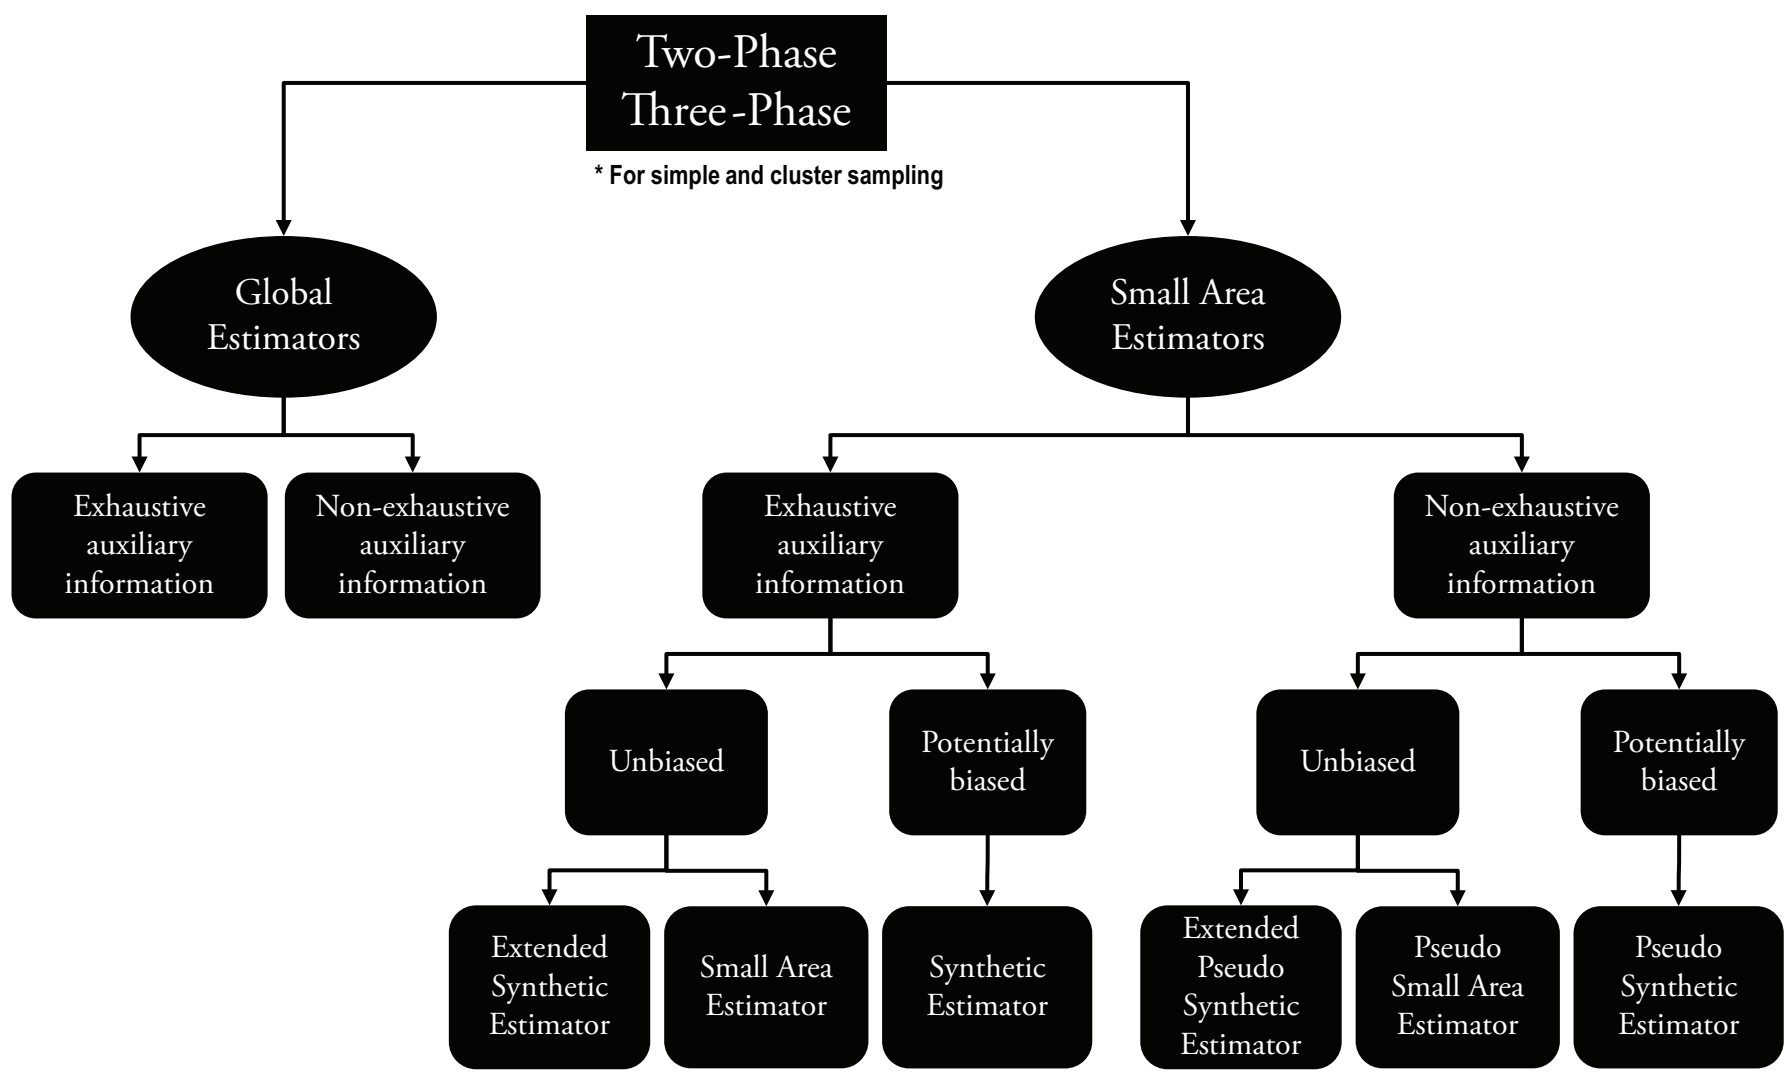 Two-Phase
Three-Phase
* For simple and cluster sampling
Global
Estimators
Small Area
Estimators
Exhaustive
auxiliary
information
Non-exhaustive
auxiliary
information
Exhaustive
auxiliary
information
Non-exhaustive
auxiliary
information
Unbiased
Potentially
biased
Unbiased
Potentially
biased
Extended
Synthetic
Estimator
Small Area
Estimator
Synthetic
Estimator
Extended
Pseudo
Synthetic
Estimator
Pseudo
Small Area
Estimator
Pseudo
Synthetic
Estimator